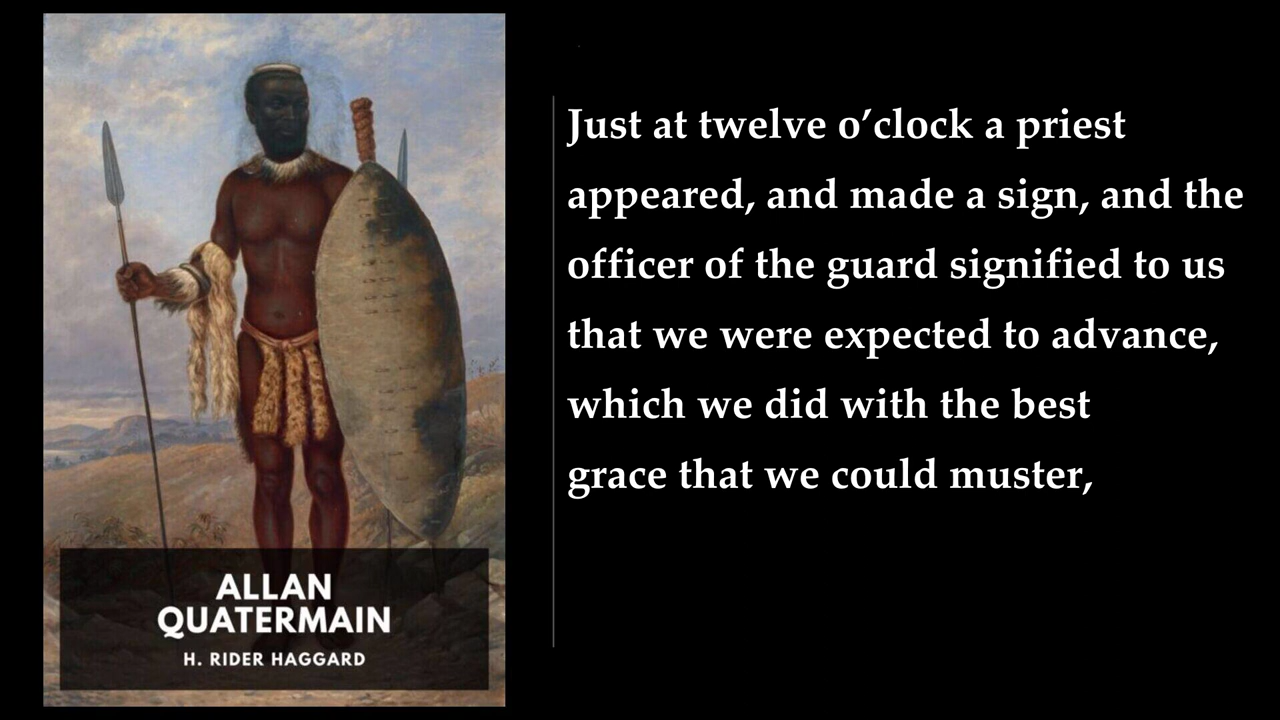 ALLAN
QUATERMAIN
H. RIDER HAGGARD
Just at twelve o’clock a priest
appeared, and made a sign, and the
officer of the guard signified to us
that we were expected to advance,
which we did with the best
grace that we could muster,